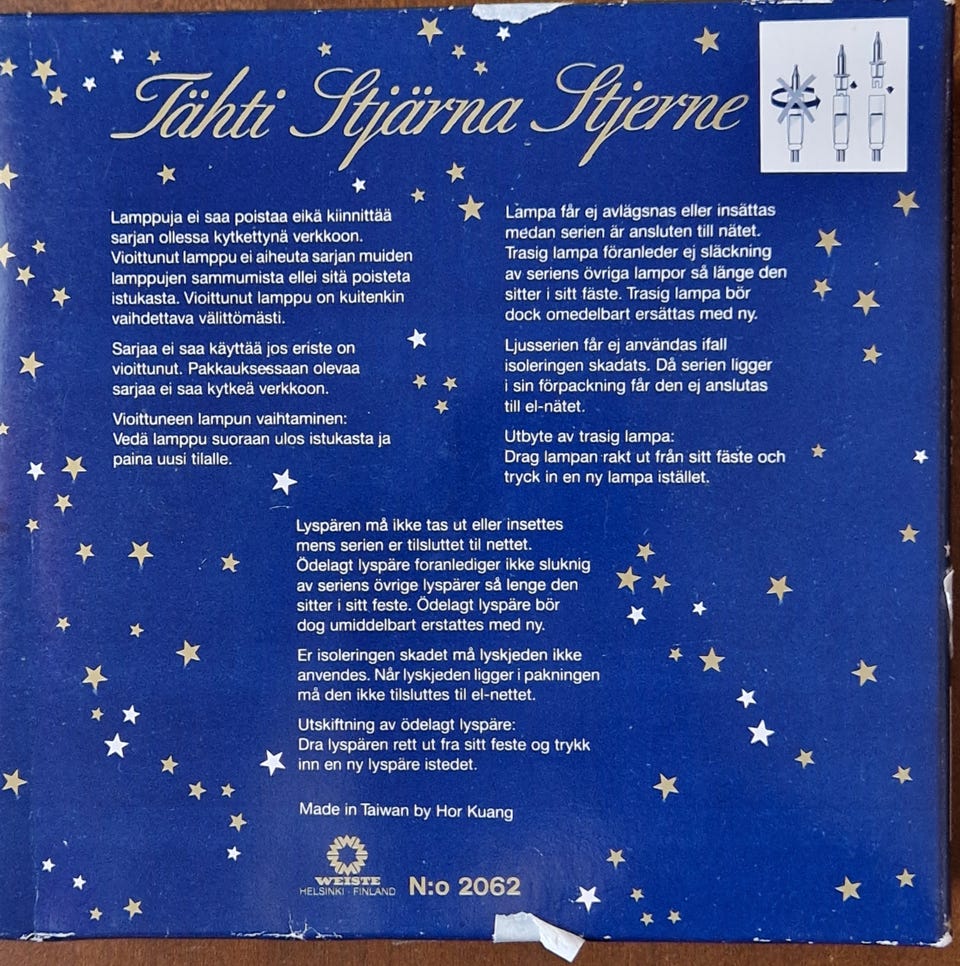 Tähti Stjärna Stjerne
Lamppuja ei saa poistaa eikä kiinnittää
sarjan ollessa kytkettynä verkkoon.
Vioittunut lamppu ei aiheuta sarjan muiden
lamppujen sammumista ellei sitä poisteta
istukasta. Vioittunut lamppu on kuitenkin
vaihdettava välittömästi.
Sarjaa ei saa käyttää jos eriste on
vioittunut. Pakkauksessaan olevaa
sarjaa ei saa kytkeä verkkoon.
Vioittuneen lampun vaihtaminen:
Vedä lamppu suoraan ulos istukasta ja
paina uusi tilalle.
Lampa får ej avlägsnas eller insättas
medan serien är ansluten till nätet.
Trasig lampa föranleder ej släckning
av seriens övriga lampor så länge den
sitter i sitt fäste. Trasig lampa bör
dock omedelbart ersättas med ny.
Ljusserien får ej användas ifall
isoleringen skadats. Då serien ligger
i sin förpackning får den ej anslutas
till el-nätet.
Utbyte av trasig lampa:
Drag lampan rakt ut från sitt fäste och
tryck in en ny lampa istället.
Lyspären må ikke tas ut eller insettes
mens serien er tilsluttet til nettet.
Ödelagt lyspäre foranlediger ikke sluknig
av seriens övrige lyspärer så lenge den
sitter i sitt feste. Ödelagt lyspäre bör
dog umiddelbart erstattes med ny.
Er isoleringen skadet må lyskjeden ikke
anvendes. Når lyskjeden ligger i pakningen
må den ikke tilsluttes til el-nettet.
Utskiftning av ödelagt lyspäre:
Dra lyspären rett ut fra sitt feste og trykk
inn en ny lyspäre istedet.
Made in Taiwan by Hor Kuang
WEISTE
HELSINKI · FINLAND
N:o 2062